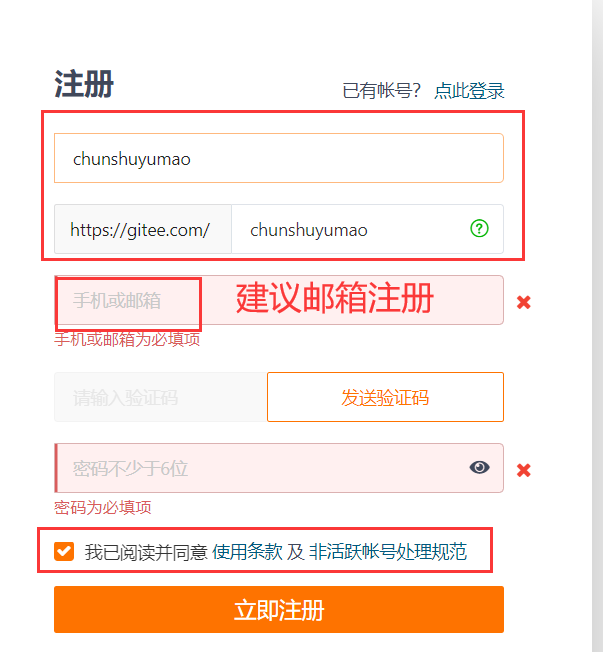 注册
已有帐号? 点此登录
chunshuyumao
https://gitee.com/ chunshuyumao
手机或邮箱 建议邮箱注册
手机或邮箱为必填项
请输入验证码 发送验证码
密码不少于6位
密码为必填项
我已阅读并同意 使用条款 及 非活跃帐号处理规范
立即注册